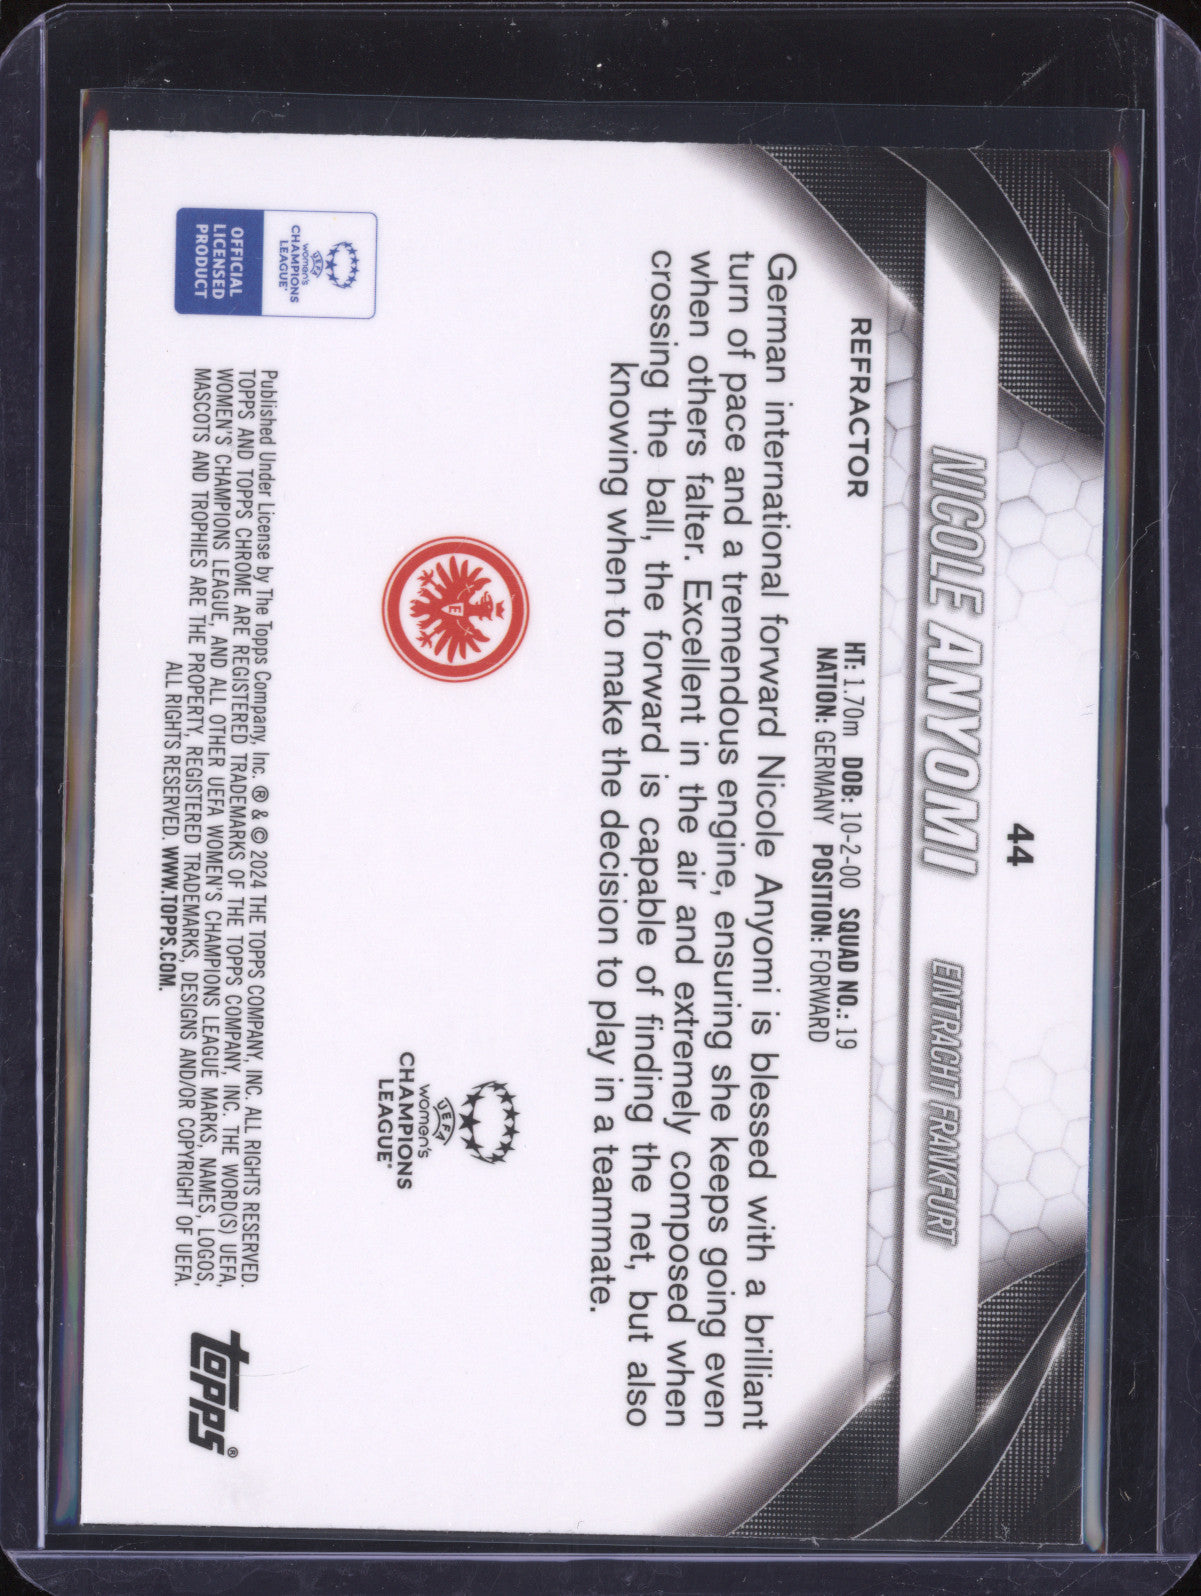 44
NICOLE ANYOMI EINTRACHT FRANKFURT
REFRACTOR
HT: 1.70m DOB: 10-2-00 SQUAD NO.: 19
NATION: GERMANY POSITION: FORWARD
German international forward Nicole Anyomi is blessed with a brilliant
turn of pace and a tremendous engine, ensuring she keeps going even
when others falter. Excellent in the air and extremely composed when
crossing the ball, the forward is capable of finding the net, but also
knowing when to make the decision to play in a teammate.
E
UEFA
women's
CHAMPIONS
LEAGUE®
UEFA
women's
CHAMPIONS
LEAGUE®
OFFICIAL
LICENSED
PRODUCT
Published Under License by The Topps Company, Inc. ® & © 2024 THE TOPPS COMPANY, INC. ALL RIGHTS RESERVED.
TOPPS AND TOPPS CHROME ARE REGISTERED TRADEMARKS OF THE TOPPS COMPANY, INC. THE WORD(S) UEFA,
WOMEN'S CHAMPIONS LEAGUE, AND ALL OTHER UEFA WOMEN'S CHAMPIONS LEAGUE MARKS, NAMES, LOGOS,
MASCOTS AND TROPHIES ARE THE PROPERTY, REGISTERED TRADEMARKS, DESIGNS AND/OR COPYRIGHT OF UEFA.
ALL RIGHTS RESERVED. WWW.TOPPS.COM.
topps®